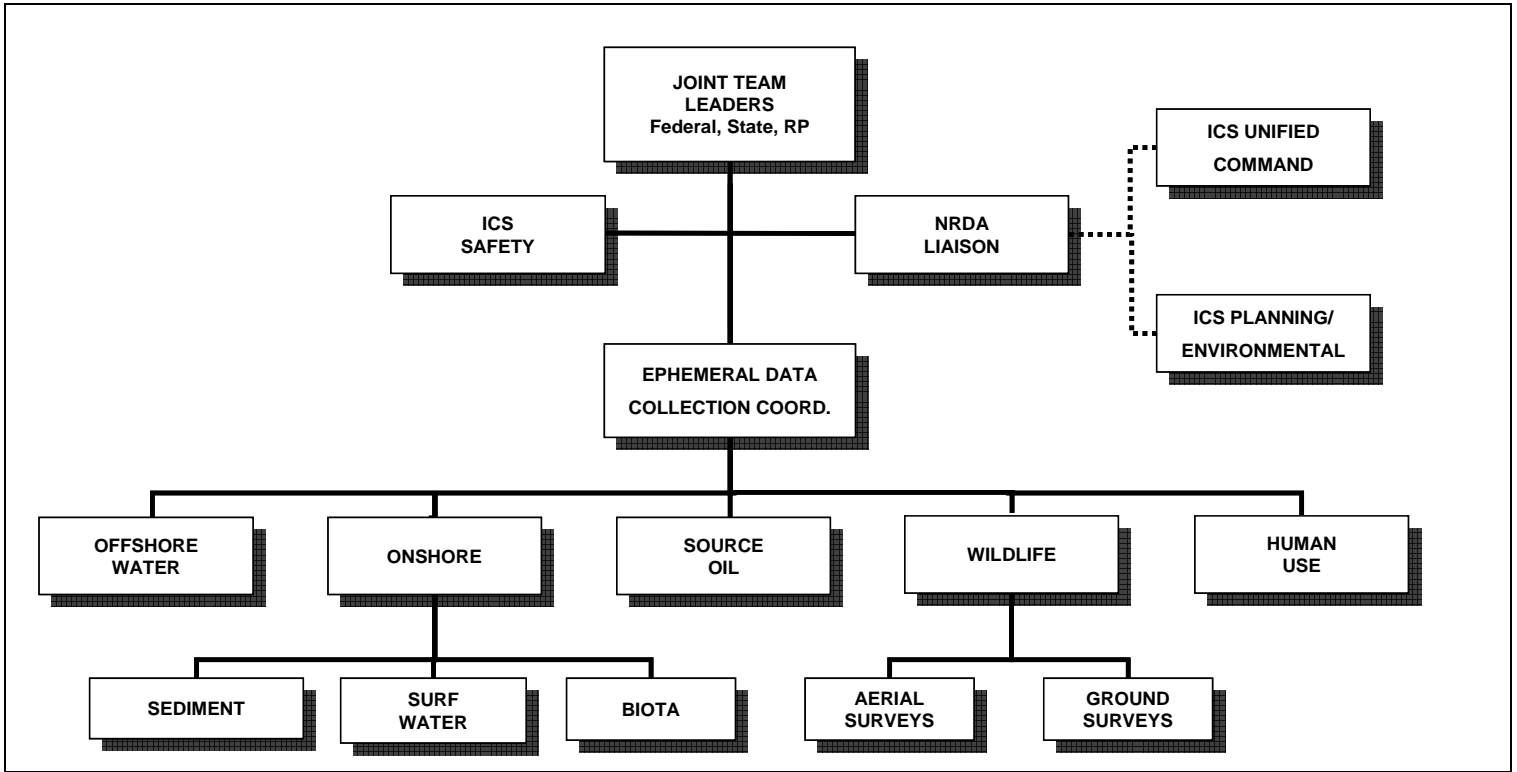 JOINT TEAM
LEADERS
Federal, State, RP
ICS UNIFIED
COMMAND
ICS
SAFETY
NRDA
LIAISON
ICS PLANNING/
ENVIRONMENTAL
EPHEMERAL DATA
COLLECTION COORD.
OFFSHORE
WATER
ONSHORE
SOURCE
OIL
WILDLIFE
HUMAN
USE
SEDIMENT
SURF
WATER
BIOTA
AERIAL
SURVEYS
GROUND
SURVEYS